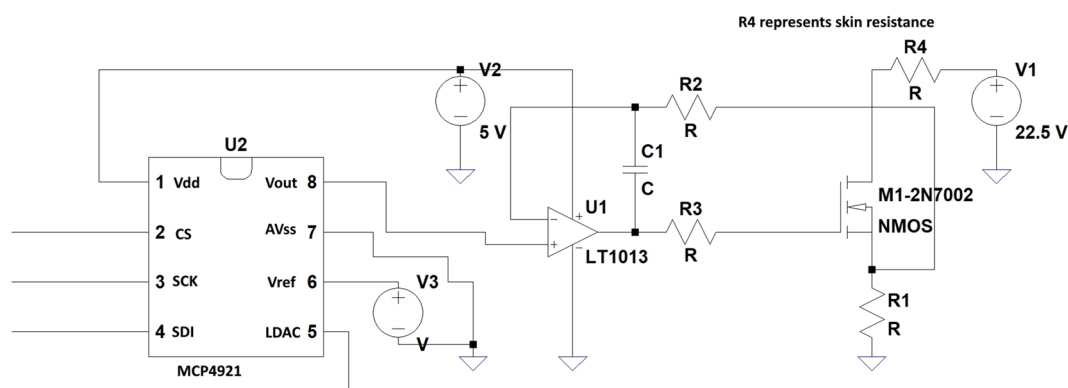 R4 represents skin resistance
R4
V2
R2
V1
R
5 V
R
22.5 V
U2
C1
1 Vdd
Vout 8
C
M1-2N7002
U1
R3
2 CS
AVss 7
NMOS
LT1013
R
3 SCK
Vref 6
V3
R1
4 SDI
LDAC 5
V
R
MCP4921